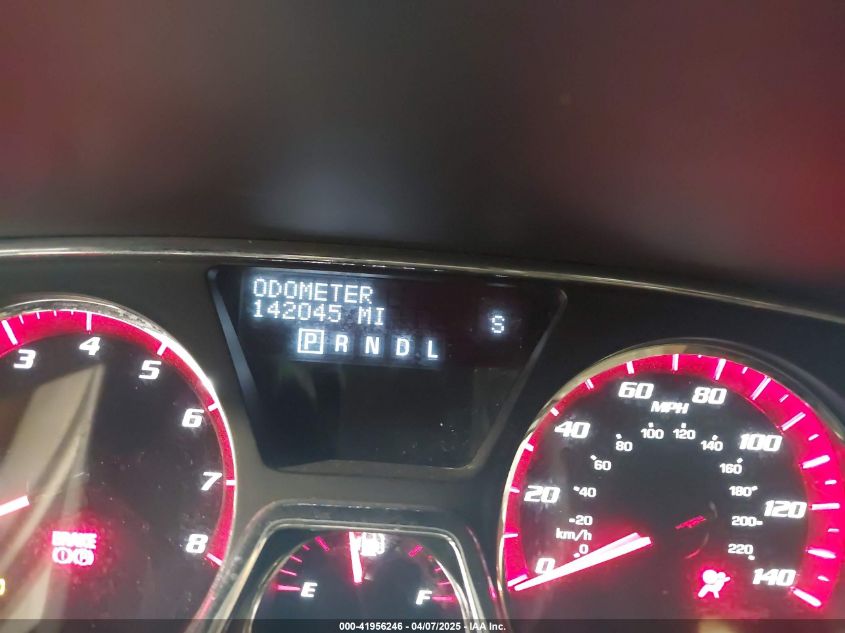 ODOMETER
142045 MI
S
P R N D L
3 4 5 6 7 8
BRAKE
E F
0 20 40 60 80 100 120 140
MPH
0 20 40 60 80 100 120 140 160 180 200 220
km/h
000-41956246 - 04/07/2025 - IAA Inc.